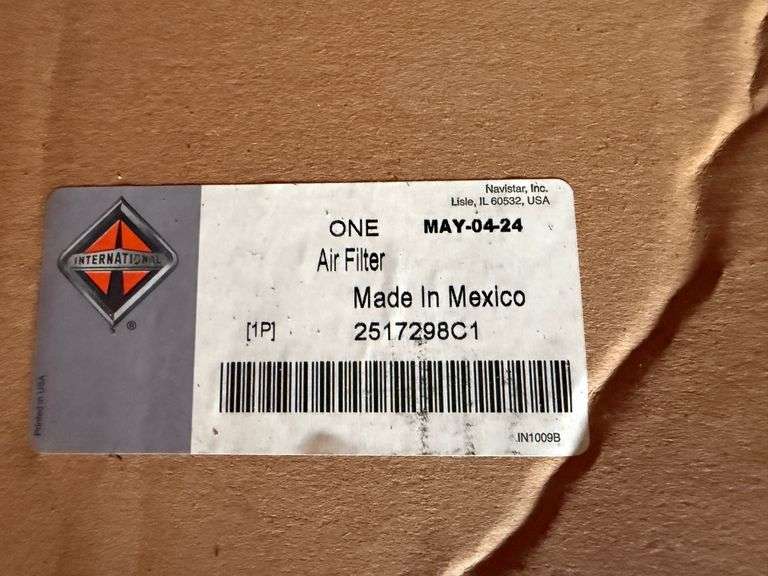 Navistar, Inc.
Lisle, IL 60532, USA
ONE MAY-04-24
Air Filter
Made In Mexico
[1P] 2517298C1
INTERNATIONAL
®
Printed in USA
IN1009B